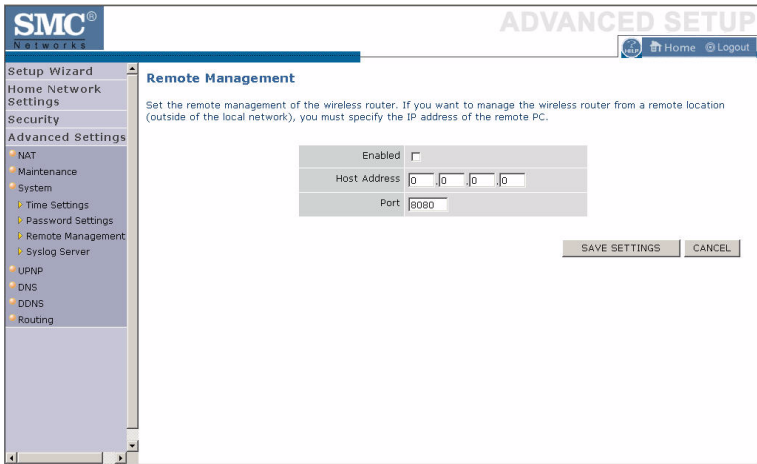 SMC®
Networks
ADVANCED SETUP
HELP
Home
Logout
Setup Wizard
Home Network
Settings
Security
Advanced Settings
NAT
Maintenance
System
Time Settings
Password Settings
Remote Management
Syslog Server
UPNP
DNS
DDNS
Routing
Remote Management
Set the remote management of the wireless router. If you want to manage the wireless router from a remote location
(outside of the local network), you must specify the IP address of the remote PC.
Enabled
Host Address 0 .0 .0 .0
Port 8080
SAVE SETTINGS
CANCEL